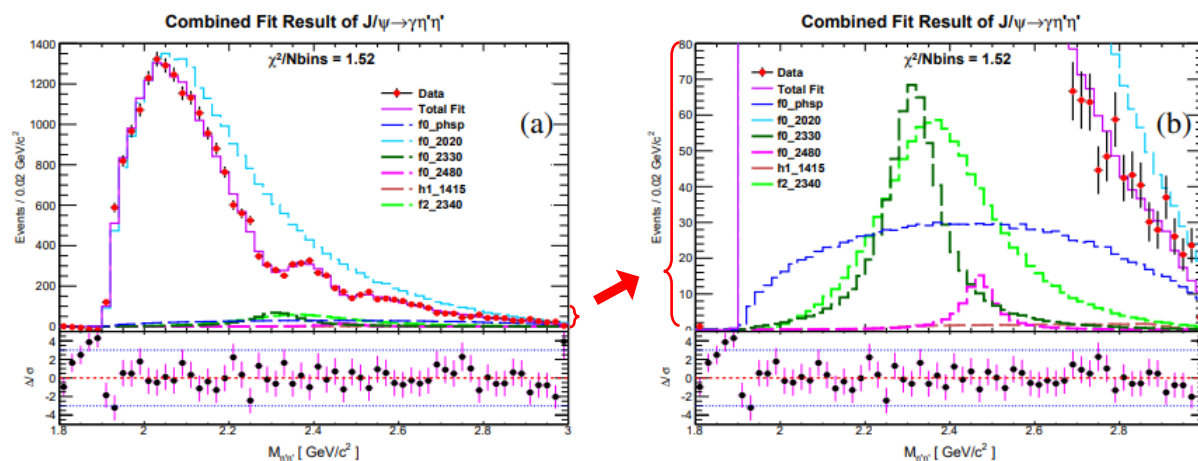 Combined Fit Result of J/ψ→γη'η'
χ²/Nbins = 1.52
Data
Total Fit
f0_phsp
f0_2020
f0_2330
f0_2480
h1_1415
f2_2340
(a)
Events / 0.02 GeV/c²
1400
1200
1000
800
600
400
200
0
Δ/σ
4
2
0
−2
−4
1.8 2 2.2 2.4 2.6 2.8 3
M_η'η' [ GeV/c² ]
Combined Fit Result of J/ψ→γη'η'
χ²/Nbins = 1.52
Data
Total Fit
f0_phsp
f0_2020
f0_2330
f0_2480
h1_1415
f2_2340
(b)
Events / 0.02 GeV/c²
80
70
60
50
40
30
20
10
0
Δ/σ
4
2
0
−2
−4
1.8 2 2.2 2.4 2.6 2.8
M_η'η' [ GeV/c² ]